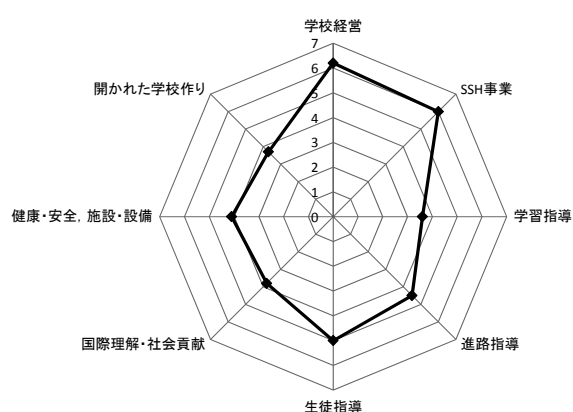 学校経営
SSH事業
学習指導
進路指導
生徒指導
国際理解・社会貢献
健康・安全，施設・設備
開かれた学校作り
7
6
5
4
3
2
1
0